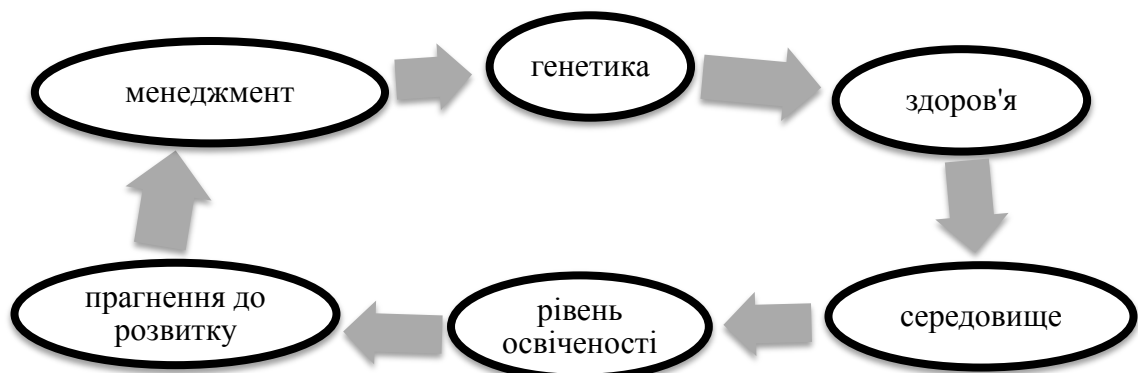 менеджмент
генетика
здоров'я
середовище
рівень
освіченості
прагнення до
розвитку